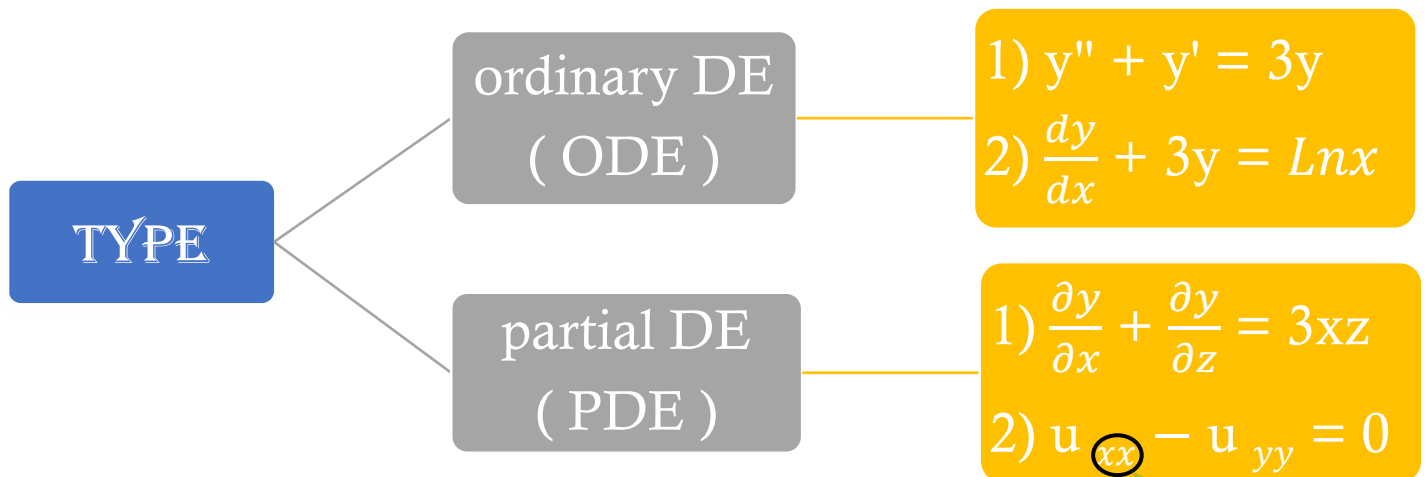 TYPE
ordinary DE
( ODE )
1) y" + y' = 3y
2) dy/dx + 3y = Lnx
partial DE
( PDE )
1) ∂y/∂x + ∂y/∂z = 3xz
2) u xx − u yy = 0